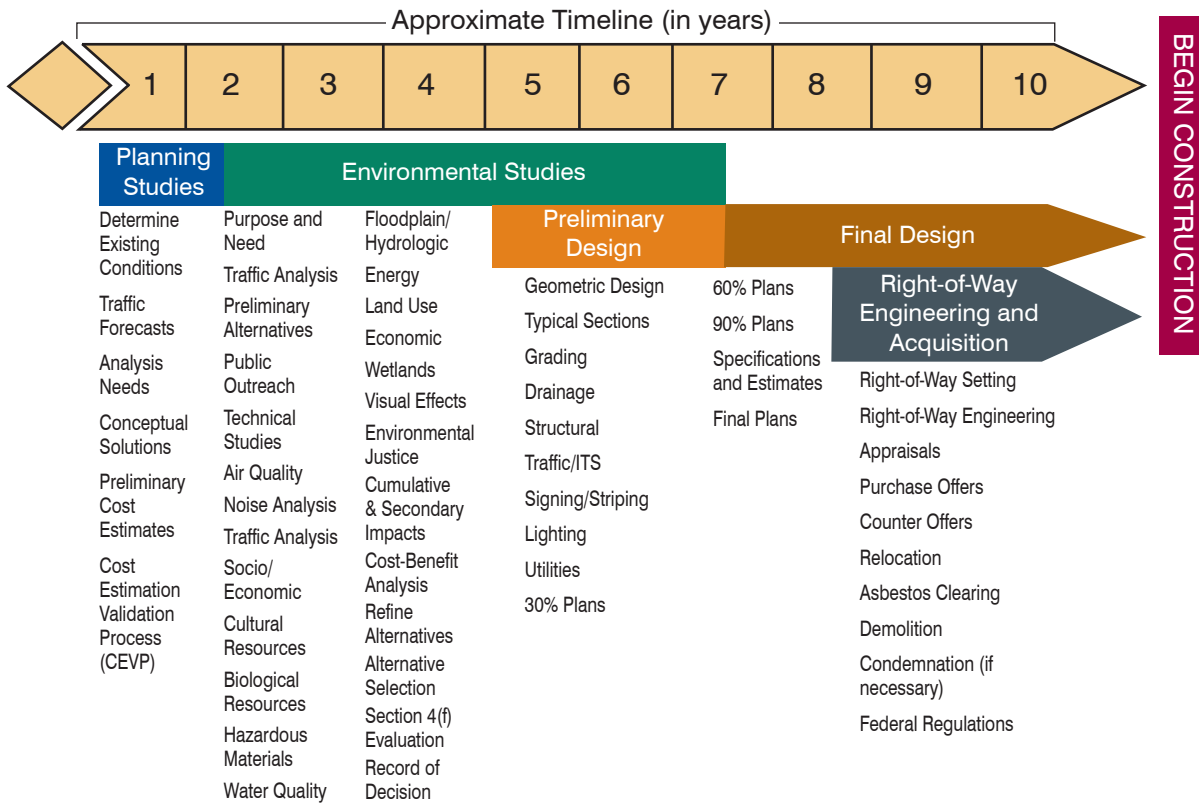 Approximate Timeline (in years)
1 2 3 4 5 6 7 8 9 10
BEGIN CONSTRUCTION
Planning
Studies
Determine
Existing
Conditions
Traffic
Forecasts
Analysis
Needs
Conceptual
Solutions
Preliminary
Cost
Estimates
Cost
Estimation
Validation
Process
(CEVP)
Environmental Studies
Purpose and
Need
Traffic Analysis
Preliminary
Alternatives
Public
Outreach
Technical
Studies
Air Quality
Noise Analysis
Traffic Analysis
Socio/
Economic
Cultural
Resources
Biological
Resources
Hazardous
Materials
Water Quality
Floodplain/
Hydrologic
Energy
Land Use
Economic
Wetlands
Visual Effects
Environmental
Justice
Cumulative
& Secondary
Impacts
Cost-Benefit
Analysis
Refine
Alternatives
Alternative
Selection
Section 4(f)
Evaluation
Record of
Decision
Preliminary
Design
Geometric Design
Typical Sections
Grading
Drainage
Structural
Traffic/ITS
Signing/Striping
Lighting
Utilities
30% Plans
Final Design
60% Plans
90% Plans
Specifications
and Estimates
Final Plans
Right-of-Way
Engineering and
Acquisition
Right-of-Way Setting
Right-of-Way Engineering
Appraisals
Purchase Offers
Counter Offers
Relocation
Asbestos Clearing
Demolition
Condemnation (if
necessary)
Federal Regulations